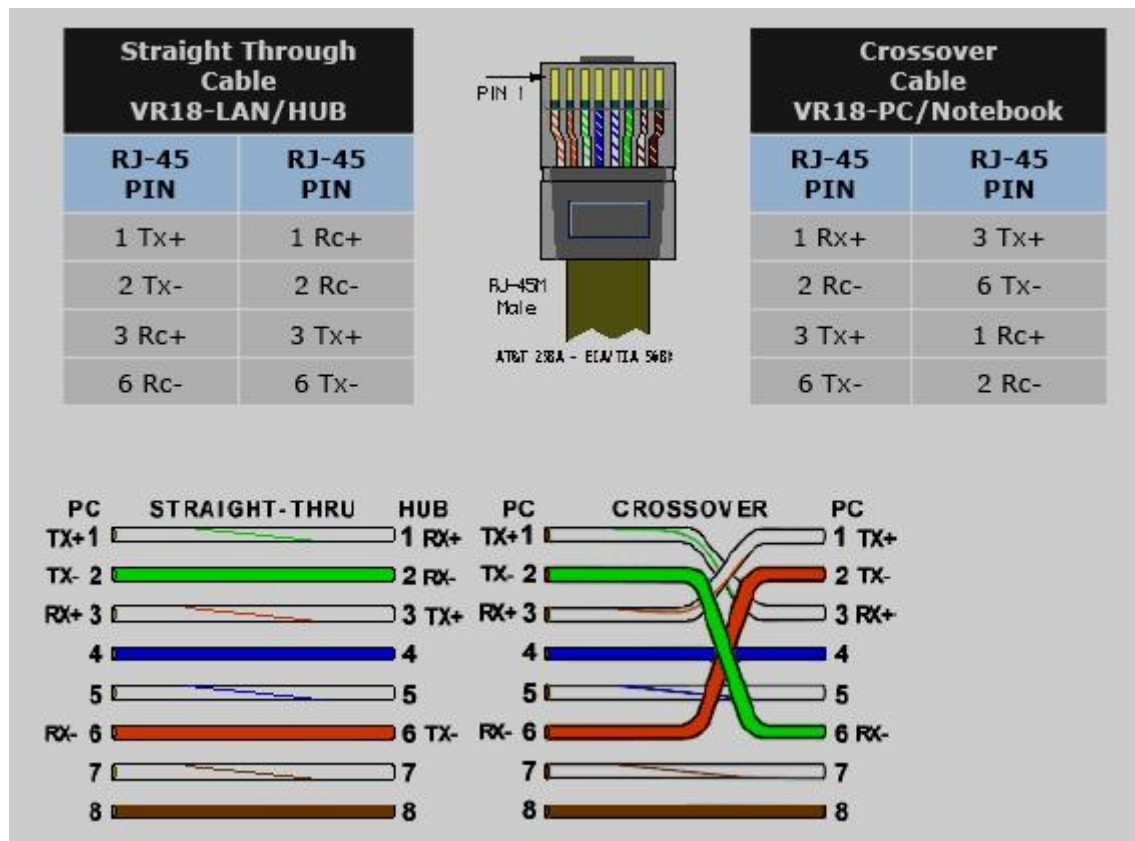 Straight Through
Cable
VR18-LAN/HUB
RJ-45
PIN
RJ-45
PIN
1 Tx+ 1 Rc+
2 Tx- 2 Rc-
3 Rc+ 3 Tx+
6 Rc- 6 Tx-
PIN 1
RJ-45M
Male
AT&T 258A - EIA/TIA
Crossover
Cable
VR18-PC/Notebook
RJ-45
PIN
RJ-45
PIN
1 Rx+ 3 Tx+
2 Rc- 6 Tx-
3 Tx+ 1 Rc+
6 Tx- 2 Rc-
PC STRAIGHT-THRU HUB
TX+ 1 1 RX+
TX- 2 2 RX-
RX+ 3 3 TX+
4 4
5 5
RX- 6 6 TX-
7 7
8 8
PC CROSSOVER PC
TX+ 1 1 TX+
TX- 2 2 TX-
RX+ 3 3 RX+
4 4
5 5
RX- 6 6 RX-
7 7
8 8